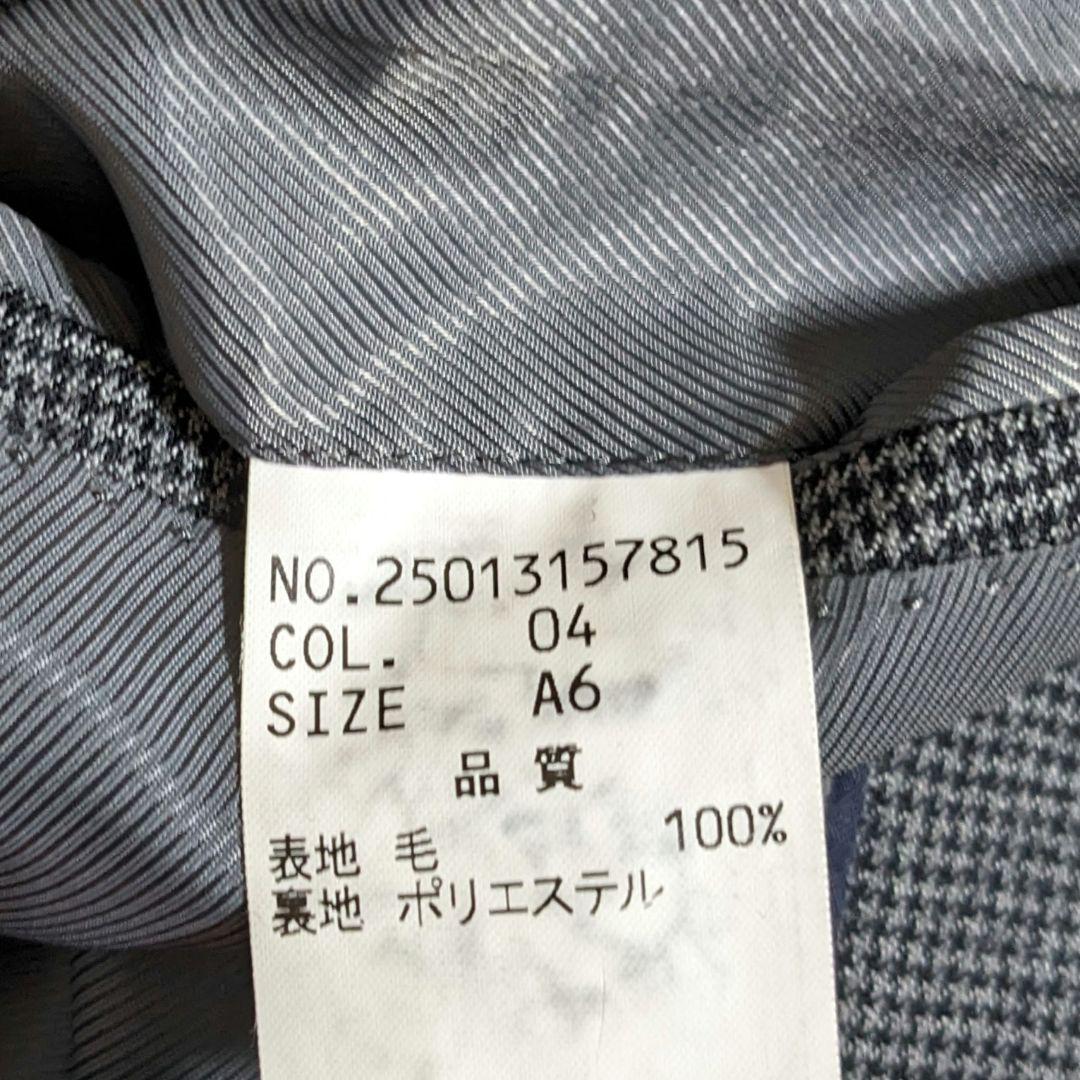 NO.25013157815
COL. 04
SIZE A6
品質
表地 毛 100%
裏地 ポリエステル